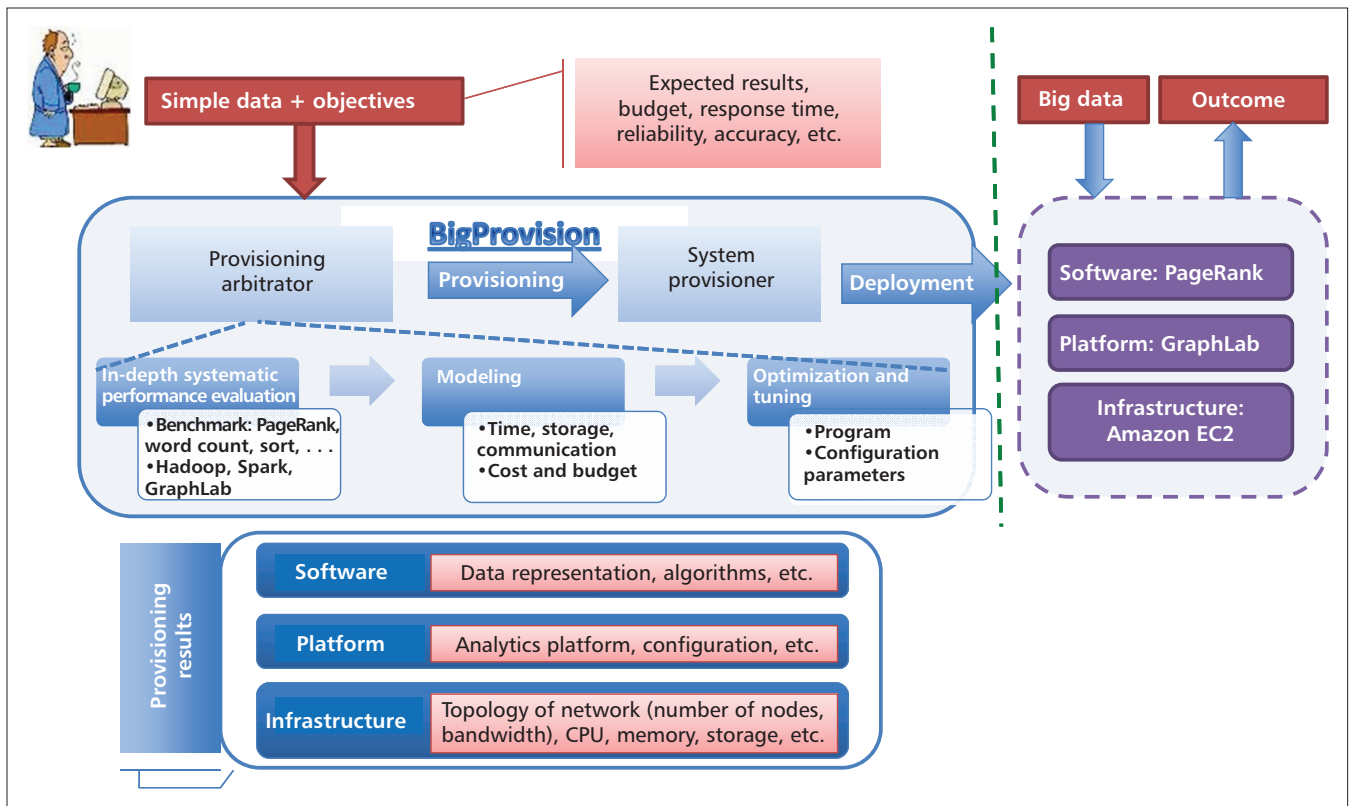 Simple data + objectives
Expected results,
budget, response time,
reliability, accuracy, etc.
Big data
Outcome
BigProvision
Provisioning
arbitrator
Provisioning
System
provisioner
Deployment
In-depth systematic
performance evaluation
•Benchmark: PageRank,
word count, sort, . . .
•Hadoop, Spark,
GraphLab
Modeling
•Time, storage,
communication
•Cost and budget
Optimization and
tuning
•Program
•Configuration
parameters
Software: PageRank
Platform: GraphLab
Infrastructure:
Amazon EC2
Provisioning
results
Software
Data representation, algorithms, etc.
Platform
Analytics platform, configuration, etc.
Infrastructure
Topology of network (number of nodes,
bandwidth), CPU, memory, storage, etc.